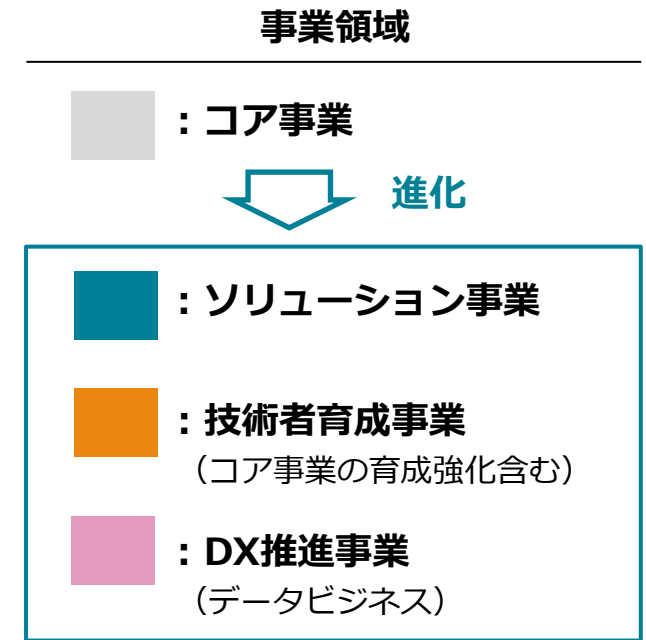 事業領域
：コア事業
進化
：ソリューション事業
：技術者育成事業
（コア事業の育成強化含む）
：DX推進事業
（データビジネス）